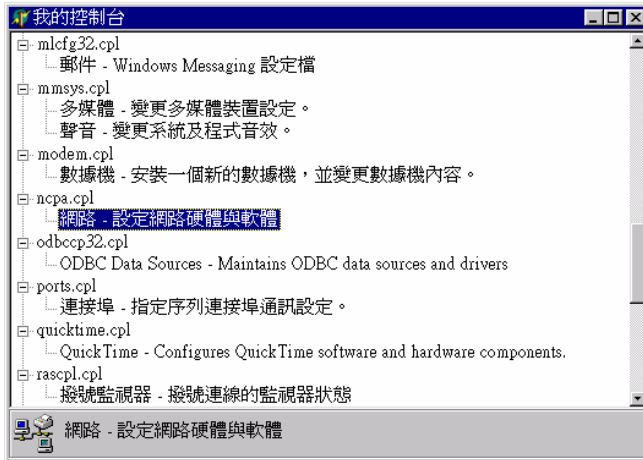 我的控制台
mlcfg32.cpl
郵件 - Windows Messaging 設定檔
mmsys.cpl
多媒體 - 變更多媒體裝置設定。
聲音 - 變更系統及程式音效。
modem.cpl
數據機 - 安裝一個新的數據機，並變更數據機內容。
ncpa.cpl
網路 - 設定網路硬體與軟體
odbccp32.cpl
ODBC Data Sources - Maintains ODBC data sources and drivers
ports.cpl
連接埠 - 指定序列連接埠通訊設定。
quicktime.cpl
QuickTime - Configures QuickTime software and hardware components.
rascpl.cpl
撥號監視器 - 撥號連線的監視器狀態
網路 - 設定網路硬體與軟體